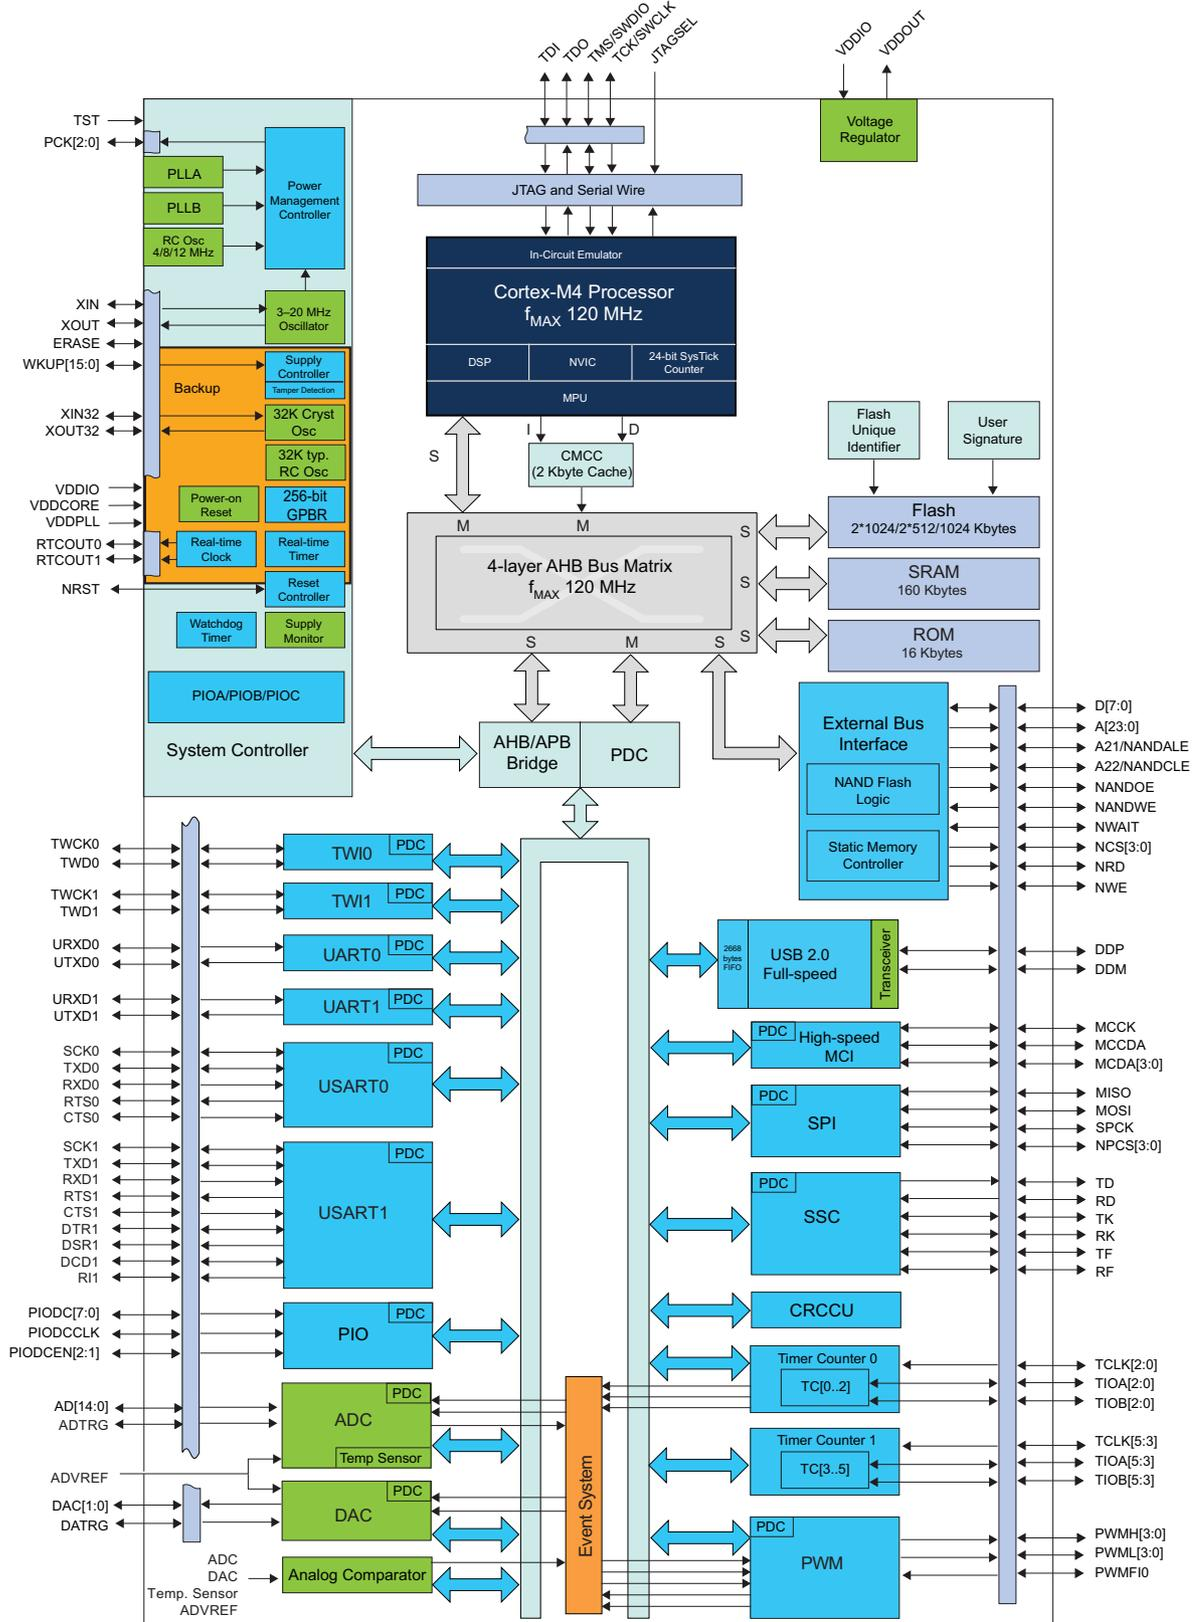 TDI
TDO
TMS/SWDIO
TCK/SWCLK
JTAGSEL
VDDIO
VDDOUT
Voltage
Regulator
TST
PCK[2:0]
PLLA
PLLB
RC Osc
4/8/12 MHz
Power
Management
Controller
JTAG and Serial Wire
In-Circuit Emulator
Cortex-M4 Processor
fMAX 120 MHz
DSP
NVIC
24-bit SysTick
Counter
MPU
XIN
XOUT
ERASE
WKUP[15:0]
XIN32
XOUT32
VDDIO
VDDCORE
VDDPLL
RTCOUT0
RTCOUT1
NRST
3–20 MHz
Oscillator
Backup
Supply
Controller
Tamper Detection
32K Cryst
Osc
32K typ.
RC Osc
Power-on
Reset
256-bit
GPBR
Real-time
Clock
Real-time
Timer
Reset
Controller
Watchdog
Timer
Supply
Monitor
PIOA/PIOB/PIOC
System Controller
S
I
D
CMCC
(2 Kbyte Cache)
M
M
S
4-layer AHB Bus Matrix
fMAX 120 MHz
S
S
S
M
S
Flash
Unique
Identifier
User
Signature
Flash
2*1024/2*512/1024 Kbytes
SRAM
160 Kbytes
ROM
16 Kbytes
AHB/APB
Bridge
PDC
External Bus
Interface
NAND Flash
Logic
Static Memory
Controller
D[7:0]
A[23:0]
A21/NANDALE
A22/NANDCLE
NANDOE
NANDWE
NWAIT
NCS[3:0]
NRD
NWE
TWCK0
TWD0
TWI0
PDC
TWCK1
TWD1
TWI1
PDC
URXD0
UTXD0
UART0
PDC
URXD1
UTXD1
UART1
PDC
SCK0
TXD0
RXD0
RTS0
CTS0
USART0
PDC
SCK1
TXD1
RXD1
RTS1
CTS1
DTR1
DSR1
DCD1
RI1
USART1
PDC
PIODC[7:0]
PIODCCLK
PIODCEN[2:1]
PIO
PDC
AD[14:0]
ADTRG
ADC
PDC
Temp Sensor
ADVREF
DAC[1:0]
DATRG
DAC
PDC
ADC
DAC
Temp. Sensor
ADVREF
Analog Comparator
Event System
2668
bytes
FIFO
USB 2.0
Full-speed
Transceiver
DDP
DDM
PDC
High-speed
MCI
MCCK
MCCDA
MCDA[3:0]
PDC
SPI
MISO
MOSI
SPCK
NPCS[3:0]
PDC
SSC
TD
RD
TK
RK
TF
RF
CRCCU
Timer Counter 0
TC[0..2]
TCLK[2:0]
TIOA[2:0]
TIOB[2:0]
Timer Counter 1
TC[3..5]
TCLK[5:3]
TIOA[5:3]
TIOB[5:3]
PDC
PWM
PWMH[3:0]
PWML[3:0]
PWMFI0